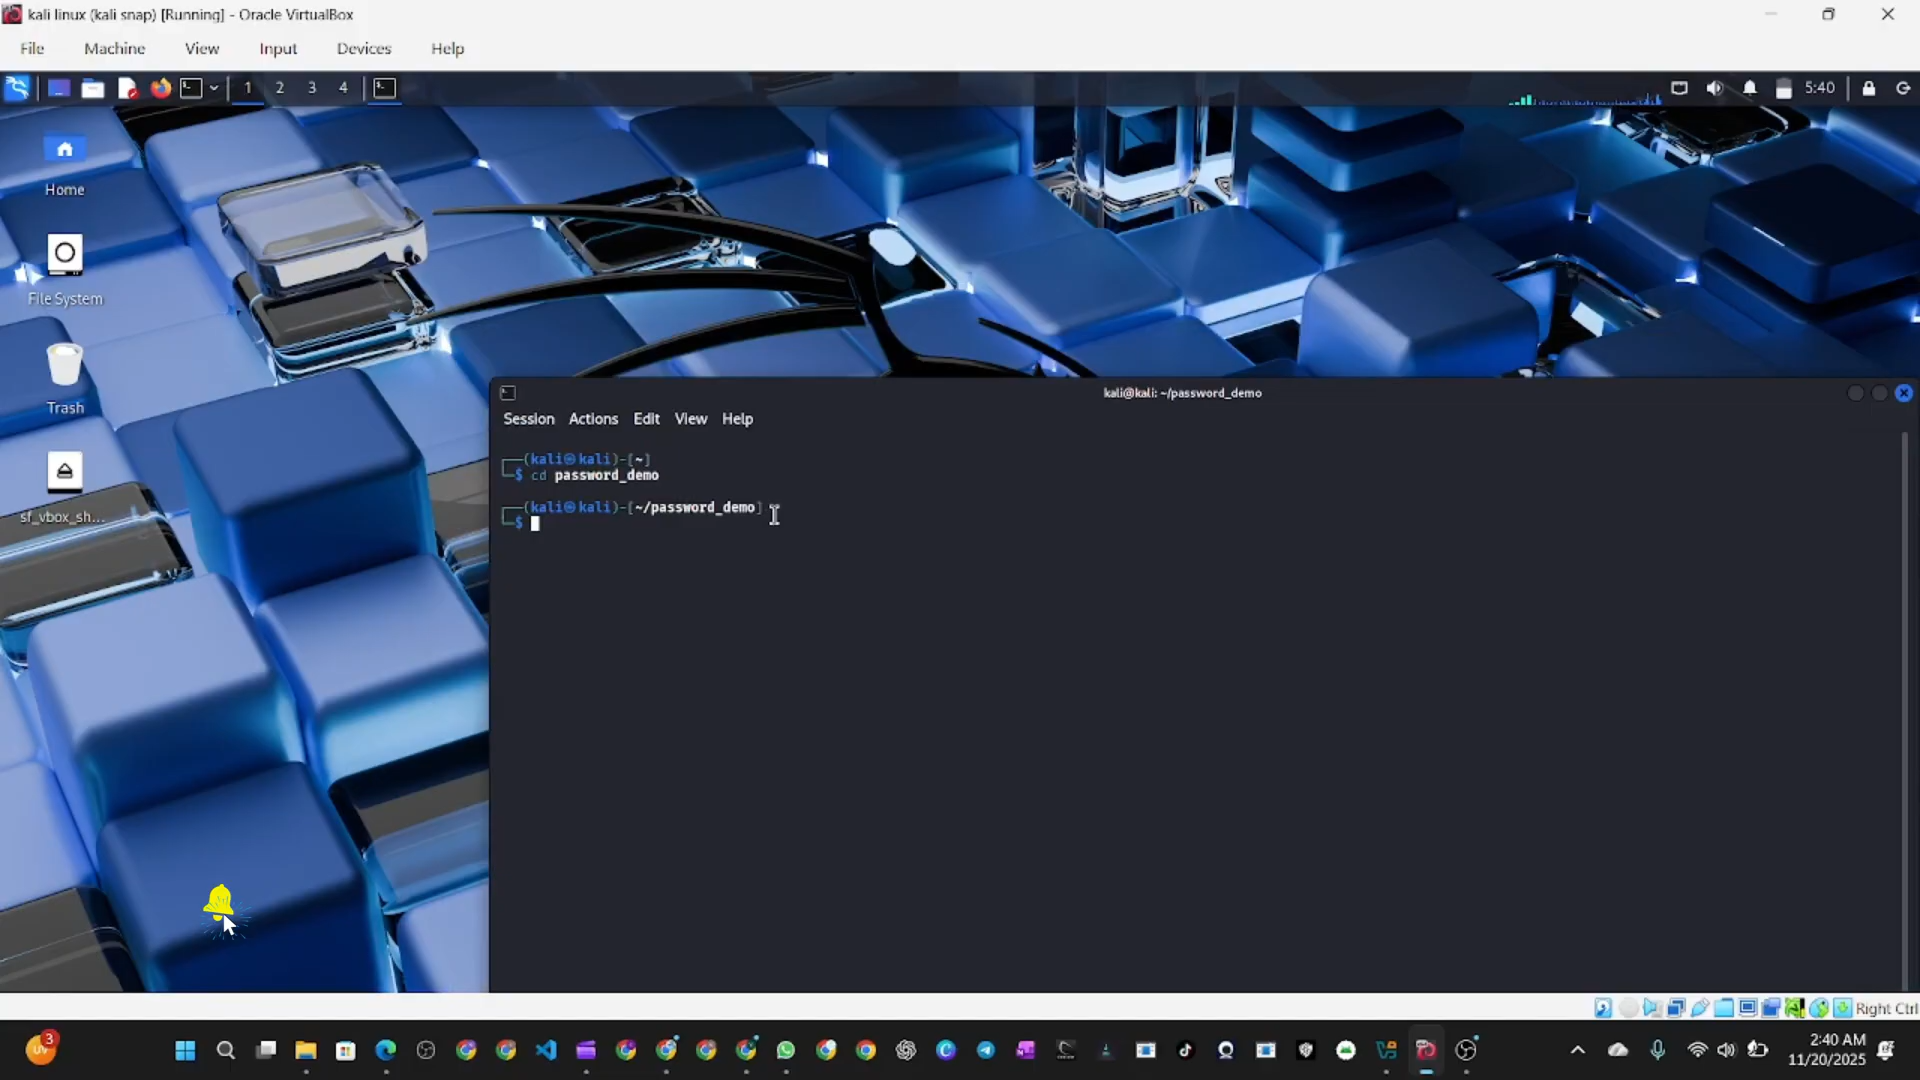 kali linux (kali snap) [Running] - Oracle VirtualBox
File Machine View Input Devices Help
1 2 3 4
5:40
Home
File System
Trash
sf_vbox_sh...
kali@kali: ~/password_demo
Session Actions Edit View Help
┌──(kali㉿kali)-[~]
└─$ cd password_demo
┌──(kali㉿kali)-[~/password_demo]
└─$
Right Ctrl
3
UV
2:40 AM
11/20/2025